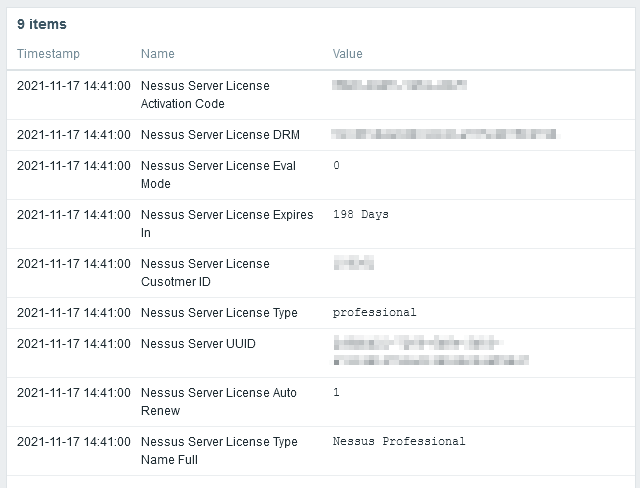 9 items
Timestamp Name Value
2021-11-17 14:41:00 Nessus Server License
Activation Code
2021-11-17 14:41:00 Nessus Server License DRM
2021-11-17 14:41:00 Nessus Server License Eval 0
Mode
2021-11-17 14:41:00 Nessus Server License Expires 198 Days
In
2021-11-17 14:41:00 Nessus Server License
Cusotmer ID
2021-11-17 14:41:00 Nessus Server License Type professional
2021-11-17 14:41:00 Nessus Server UUID
2021-11-17 14:41:00 Nessus Server License Auto 1
Renew
2021-11-17 14:41:00 Nessus Server License Type Nessus Professional
Name Full